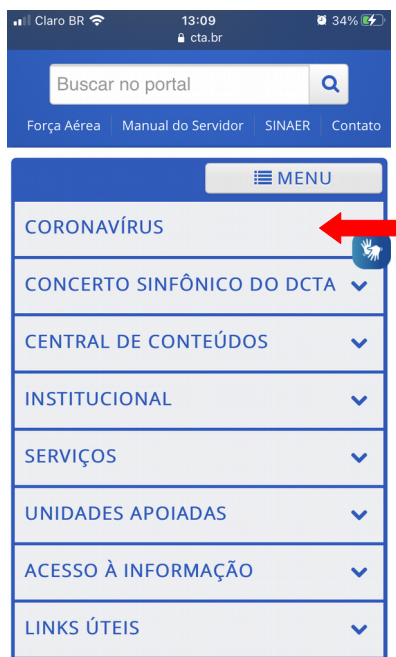 Claro BR 13:09 34%
cta.br
Buscar no portal
Força Aérea Manual do Servidor SINAER Contato
MENU
CORONAVÍRUS
CONCERTO SINFÔNICO DO DCTA
CENTRAL DE CONTEÚDOS
INSTITUCIONAL
SERVIÇOS
UNIDADES APOIADAS
ACESSO À INFORMAÇÃO
LINKS ÚTEIS